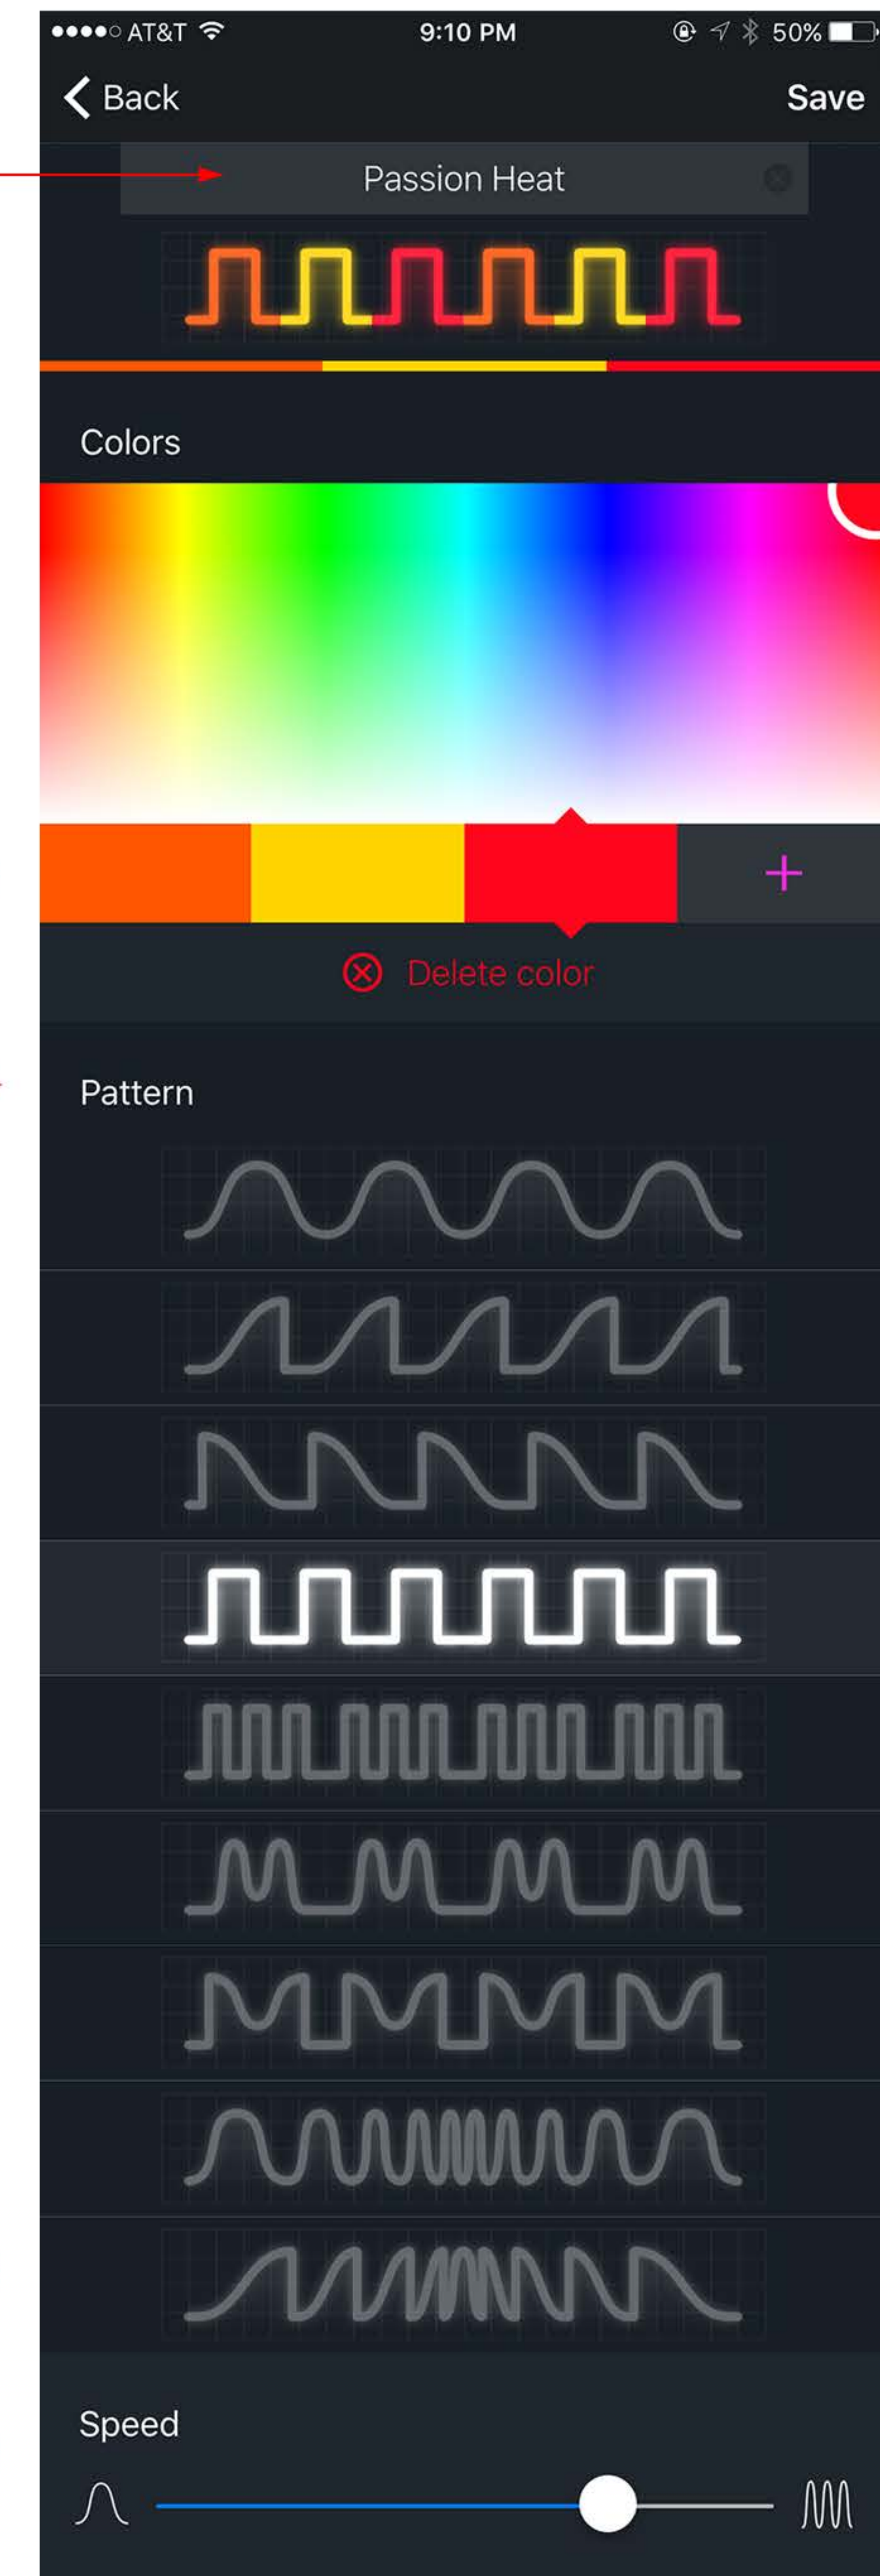 AT&T 9:10 PM 50%
Back Save
Passion Heat
Colors
Delete color
Pattern
Speed